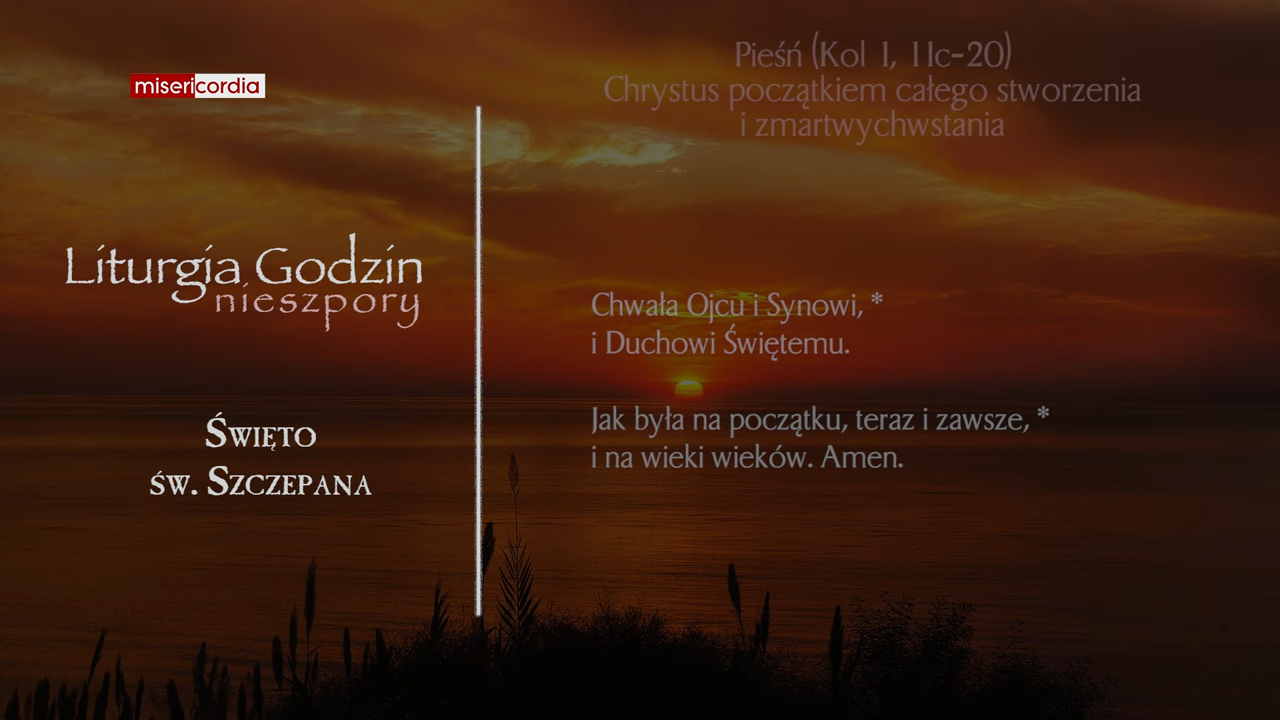 misericordia
Liturgia Godzin
nieszpory
Święto
św. Szczepana
Pieśń (Kol 1, 11c-20)
Chrystus początkiem całego stworzenia
i zmartwychwstania
Chwała Ojcu i Synowi, *
i Duchowi Świętemu.
Jak była na początku, teraz i zawsze, *
i na wieki wieków. Amen.